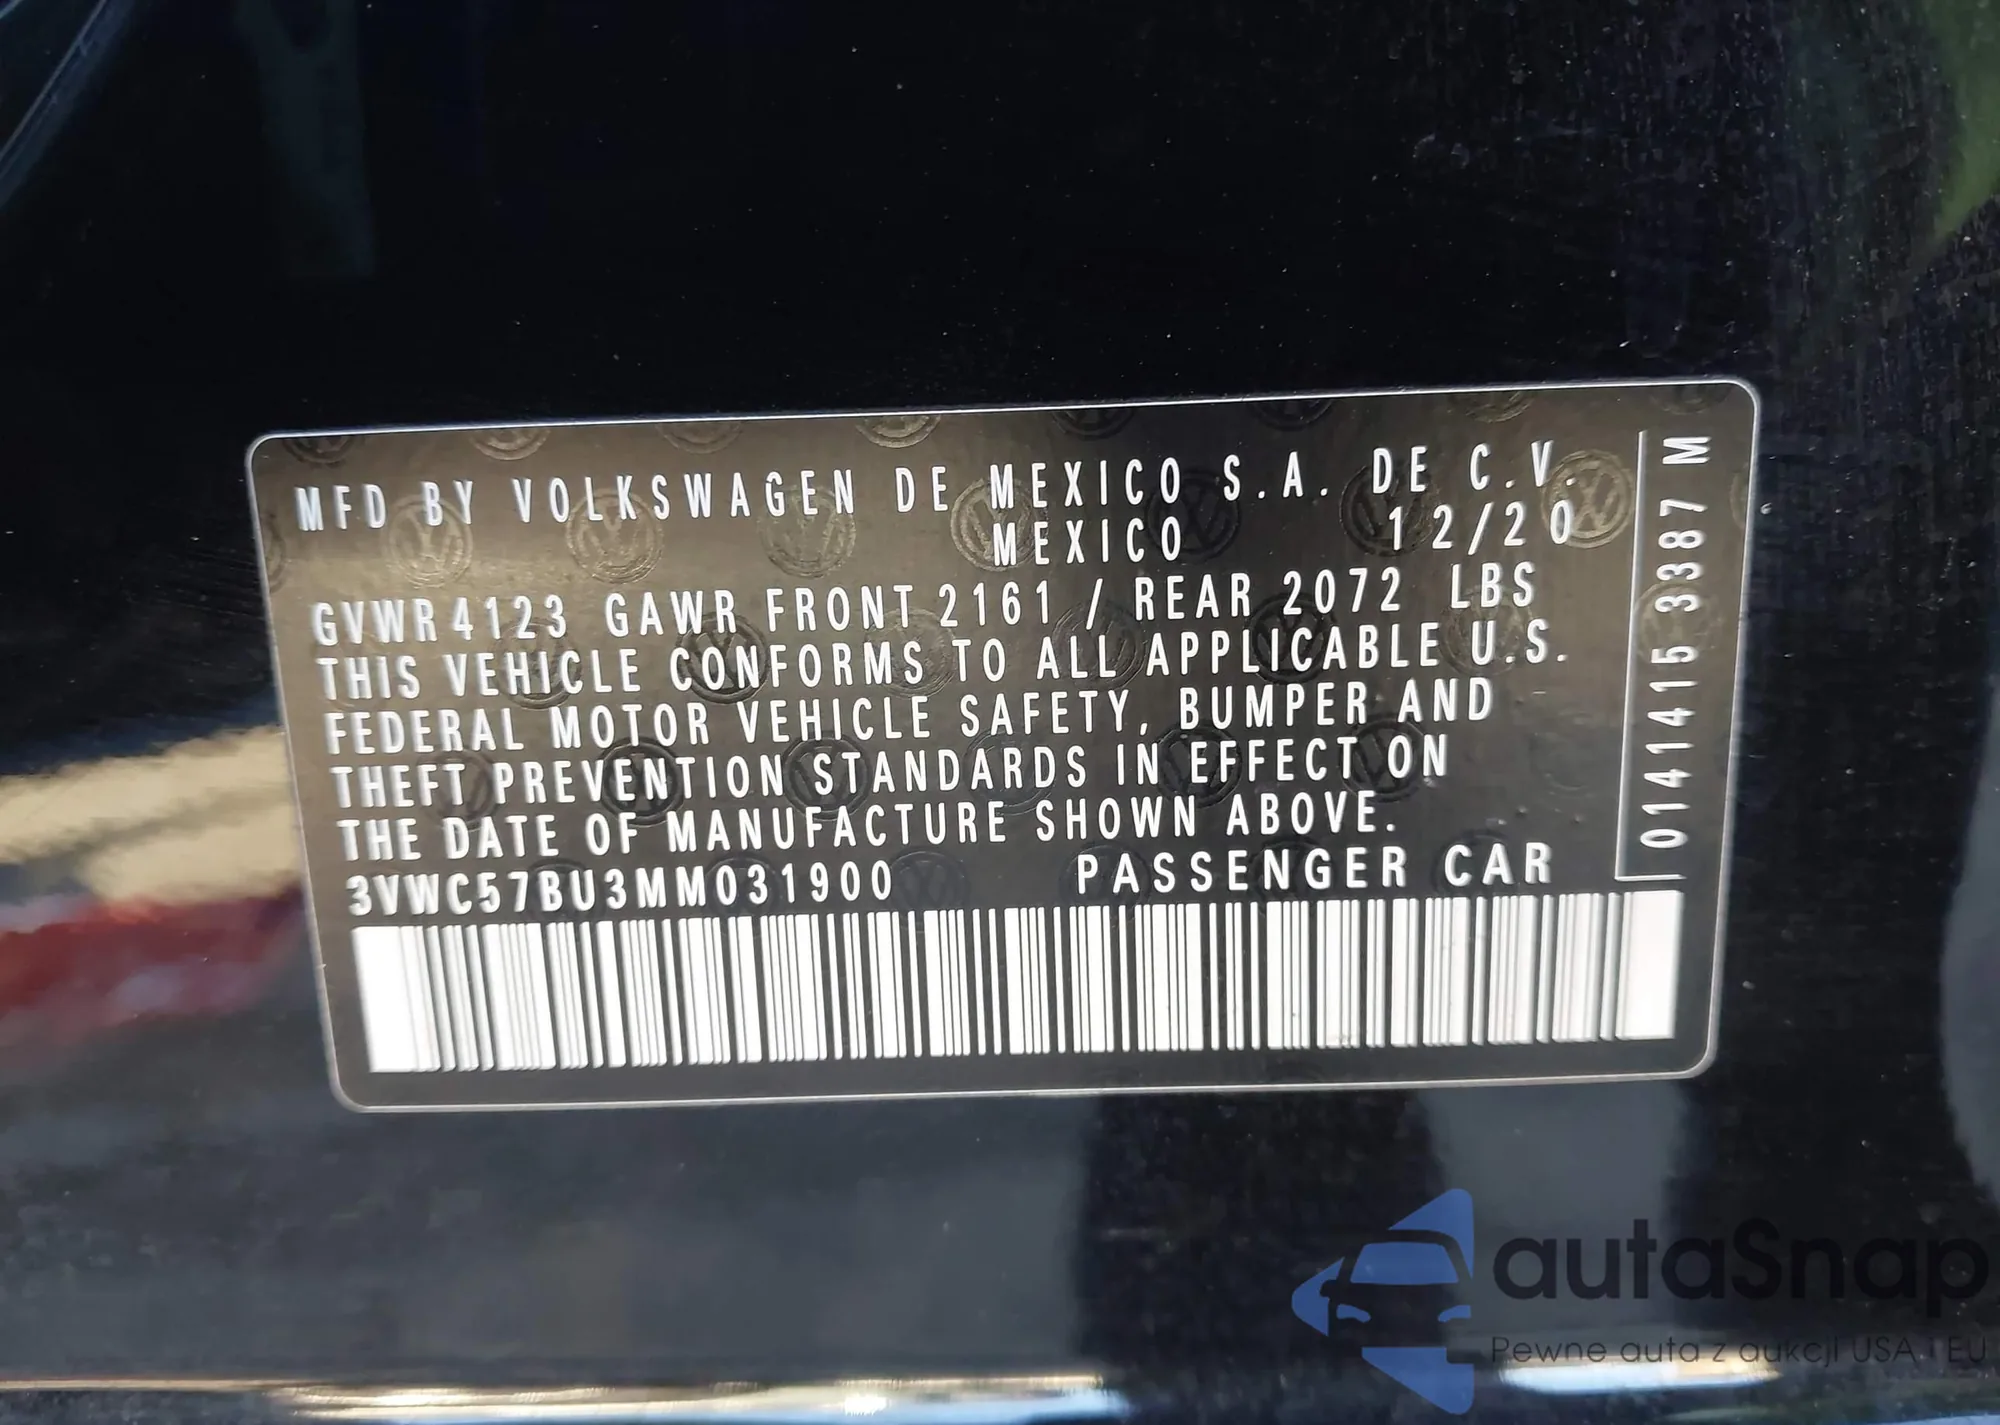 MFD BY VOLKSWAGEN DE MEXICO S.A. DE C.V.
MEXICO 12/20
GVWR 4123 GAWR FRONT 2161 / REAR 2072 LBS
THIS VEHICLE CONFORMS TO ALL APPLICABLE U.S.
FEDERAL MOTOR VEHICLE SAFETY, BUMPER AND
THEFT PREVENTION STANDARDS IN EFFECT ON
THE DATE OF MANUFACTURE SHOWN ABOVE.
3VWC57BU3MM031900 PASSENGER CAR
0141415 3387 M
autaSnap
Pewne auta z aukcji USA i EU